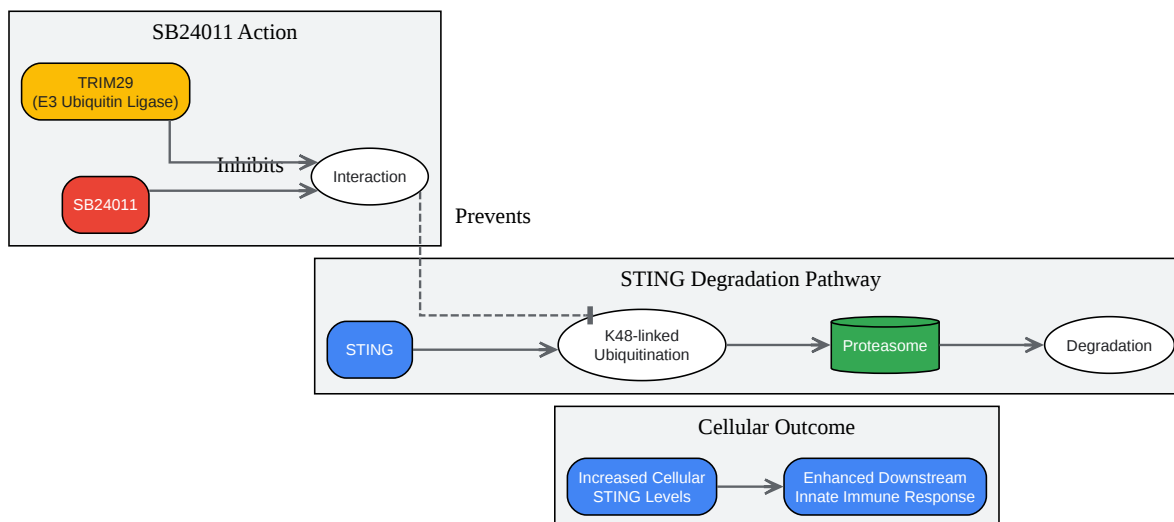 SB24011 Action
TRIM29
(E3 Ubiquitin Ligase)
Inhibits
Interaction
SB24011
Prevents
STING Degradation Pathway
STING
K48-linked
Ubiquitination
Proteasome
Degradation
Cellular Outcome
Increased Cellular
STING Levels
Enhanced Downstream
Innate Immune Response